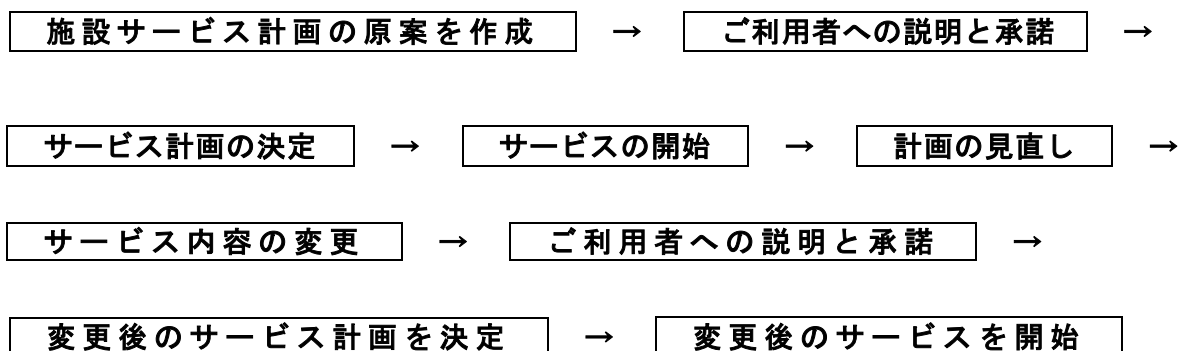 施設サービス計画の原案を作成 → ご利用者への説明と承諾 →
サービス計画の決定 → サービスの開始 → 計画の見直し →
サービス内容の変更 → ご利用者への説明と承諾 →
変更後のサービス計画を決定 → 変更後のサービスを開始